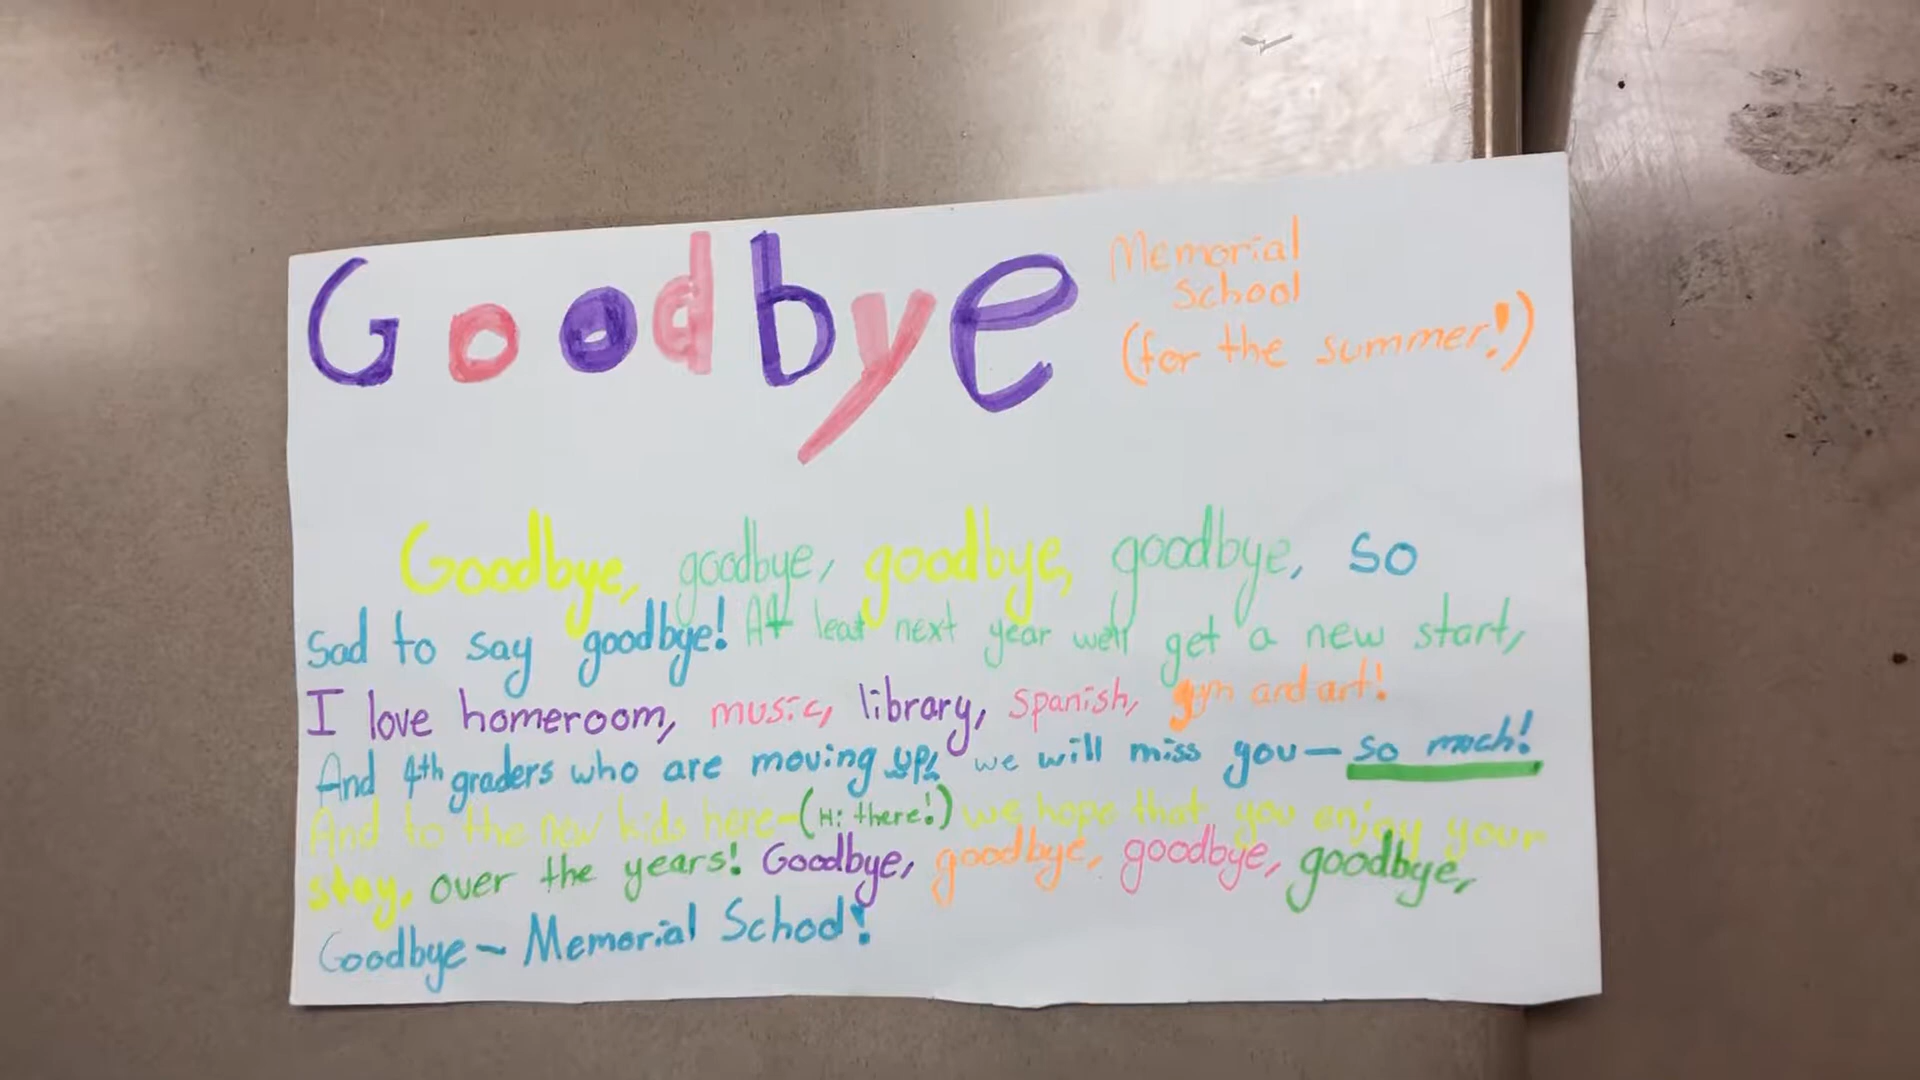 Goodbye
Memorial
School
(for the summer!)
Goodbye, goodbye, goodbye, goodbye, so
sad to say goodbye! At least next year we'll get a new start,
I love homeroom, music, library, spanish, gym and art!
And 4th graders who are moving up, we will miss you— so much!
And to the new kids here-(Hi there!) we hope that you enjoy your
stay, over the years! Goodbye, goodbye, goodbye, goodbye,
Goodbye ~ Memorial School!